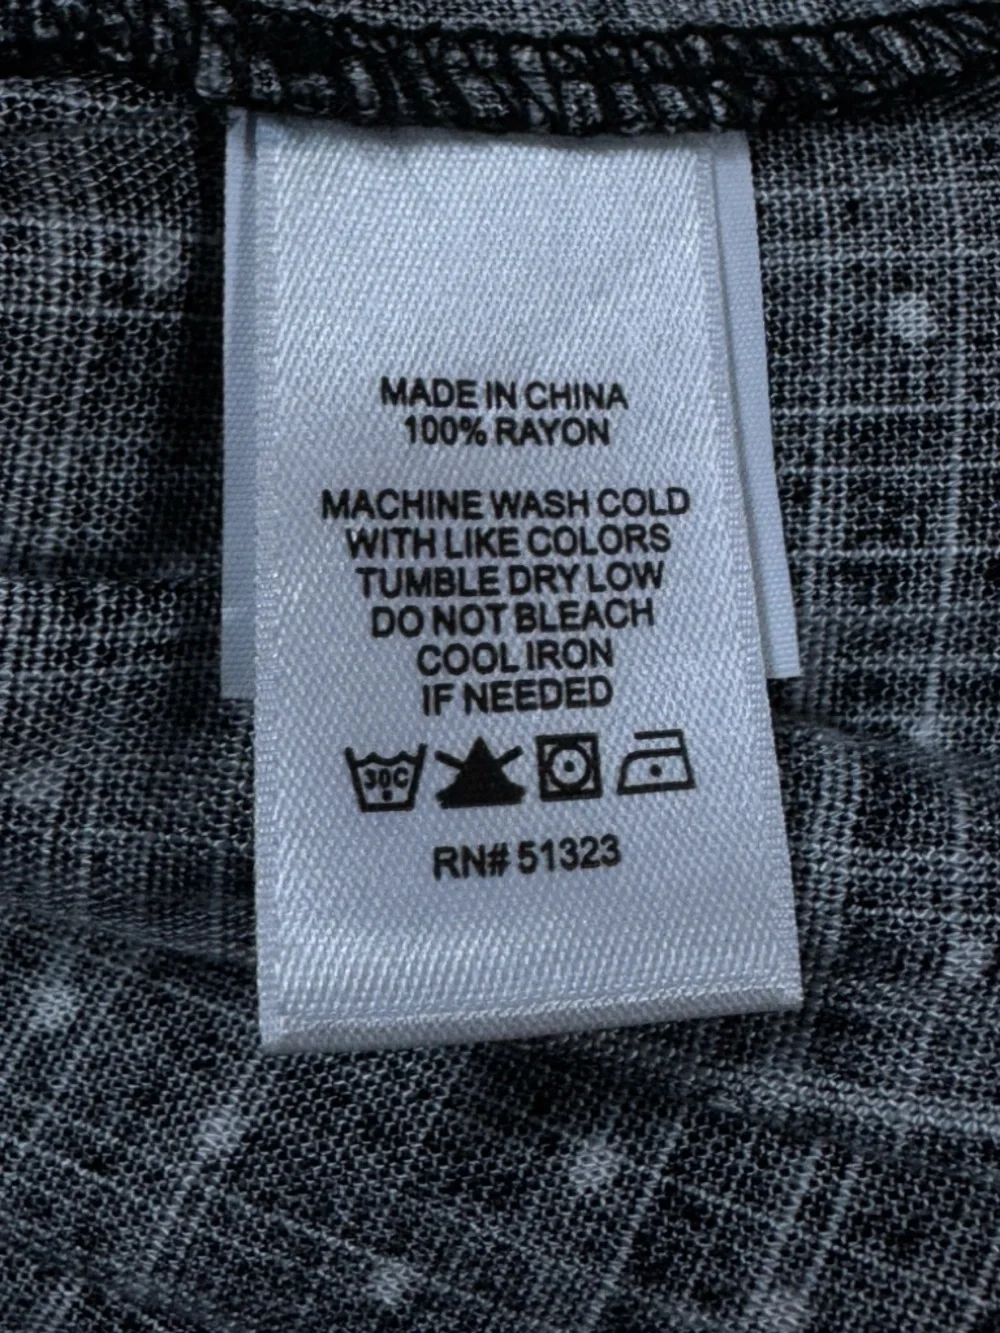 MADE IN CHINA
100% RAYON
MACHINE WASH COLD
WITH LIKE COLORS
TUMBLE DRY LOW
DO NOT BLEACH
COOL IRON
IF NEEDED
30C
RN# 51323